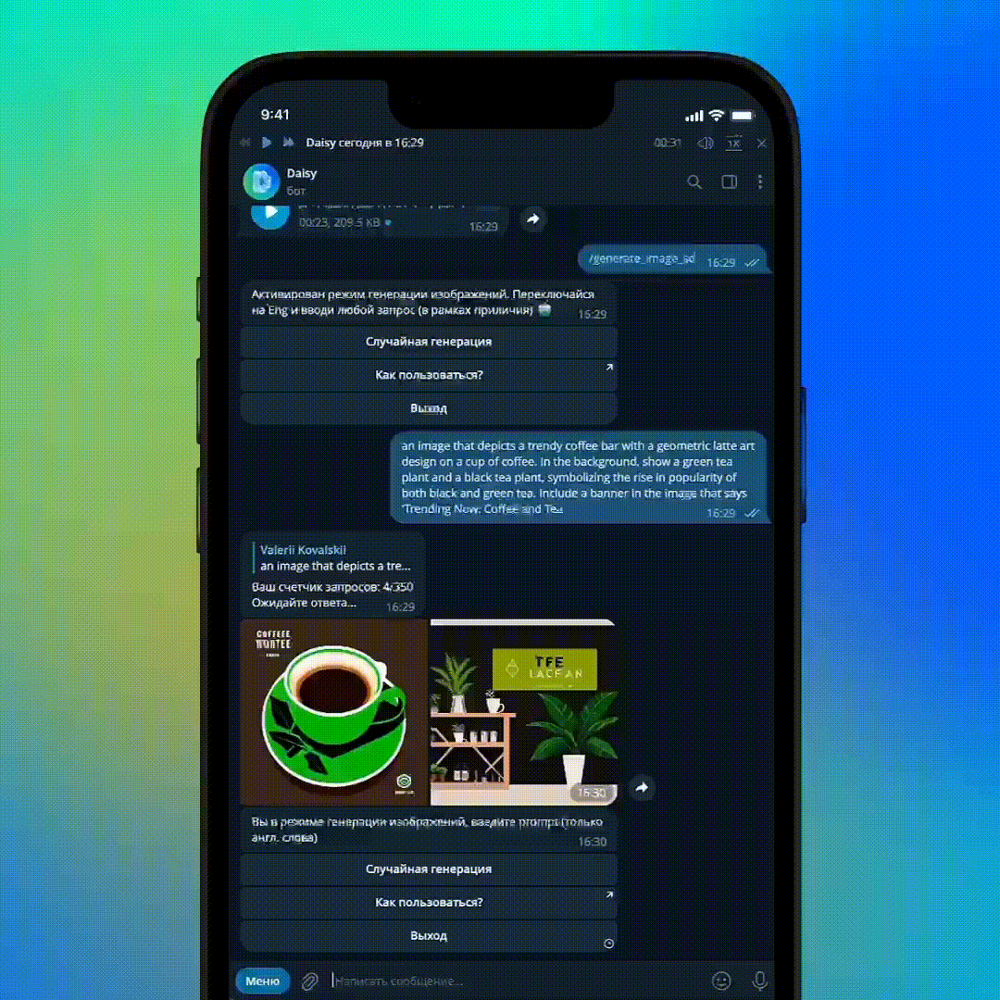 9:41
Daisy сегодня в 16:29
00:31
1X
Daisy
бот
00:23, 209.5 KB
16:29
/generate_image_sd
16:29
Активирован режим генерации изображений. Переключайся
на Eng и вводи любой запрос (в рамках приличия)
16:29
Случайная генерация
Как пользоваться?
Выход
an image that depicts a trendy coffee bar with a geometric latte art
design on a cup of coffee. In the background, show a green tea
plant and a black tea plant, symbolizing the rise in popularity of
both black and green tea. Include a banner in the image that says
'Trending Now: Coffee and Tea
16:29
Valerii Kovalskii
an image that depicts a tre...
Ваш счетчик запросов: 4/350
Ожидайте ответа...
16:29
COFFEE
TFE
16:30
Вы в режиме генерации изображений, введите prompt (только
англ. слова)
16:30
Случайная генерация
Как пользоваться?
Выход
Меню
Написать сообщение...